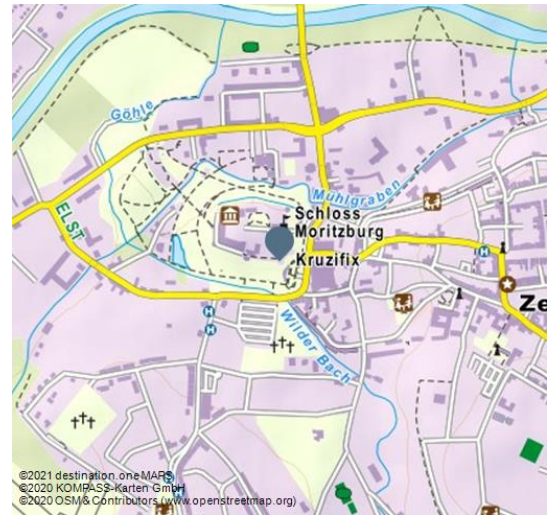 Göhle
Mühlgraben
ELST
Schloss
Moritzburg
Kruzifix
H
Ze
H
H
Wilder Bach
H
©2021 destination.one MARS
©2020 KOMPASS-Karten GmbH
©2020 OSM & Contributors (www.openstreetmap.org)